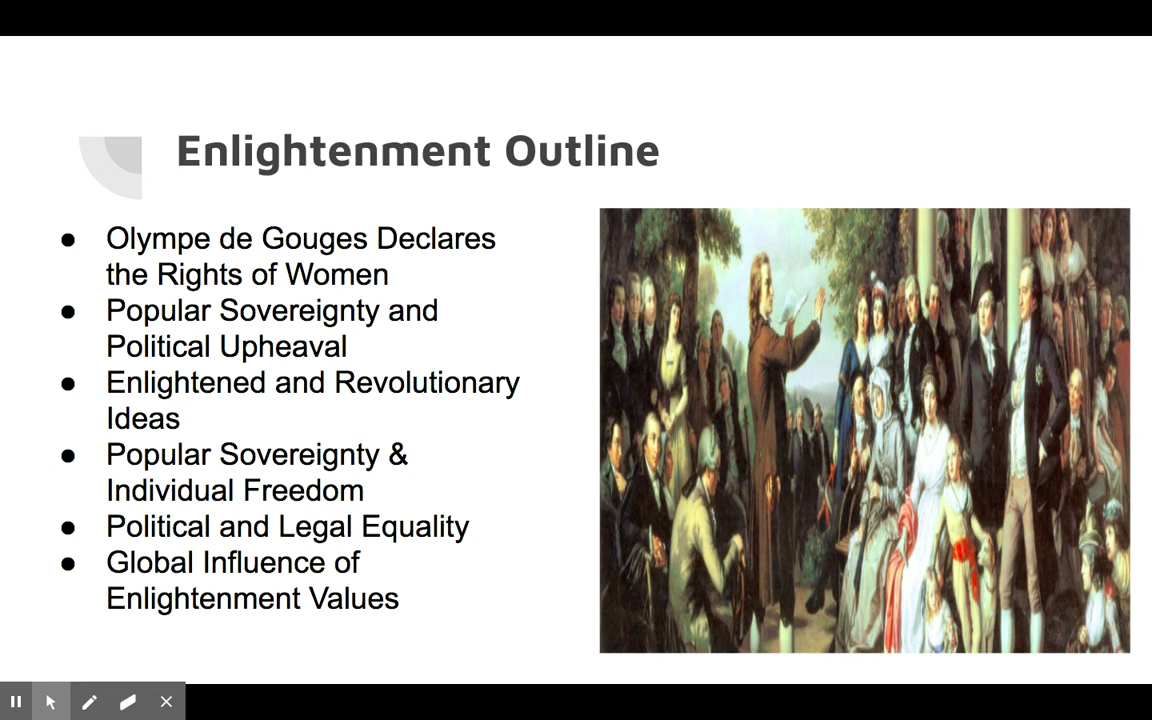 Enlightenment Outline
● Olympe de Gouges Declares
the Rights of Women
● Popular Sovereignty and
Political Upheaval
● Enlightened and Revolutionary
Ideas
● Popular Sovereignty &
Individual Freedom
● Political and Legal Equality
● Global Influence of
Enlightenment Values